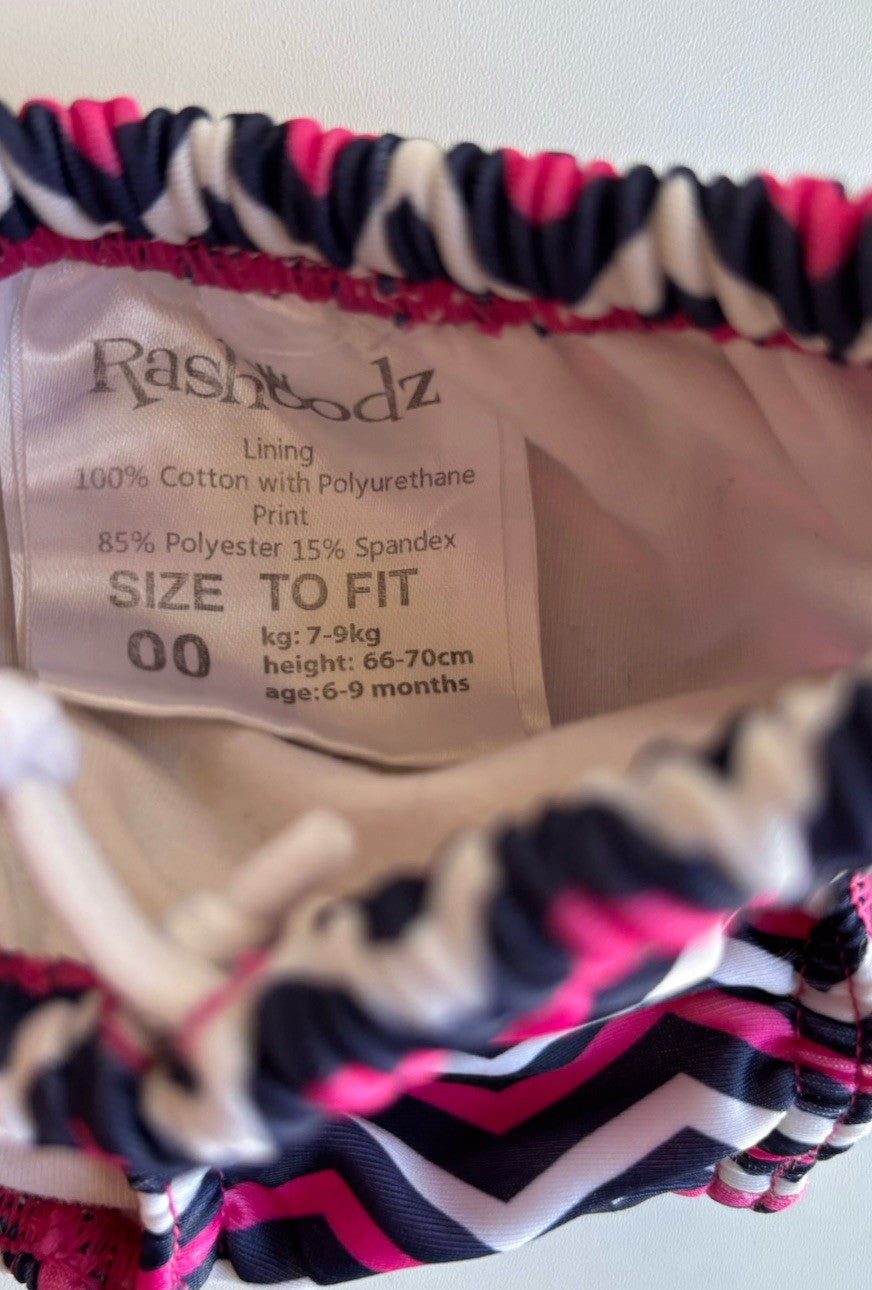 Rashoodz
Lining
100% Cotton with Polyurethane
Print
85% Polyester 15% Spandex
SIZE TO FIT
00
kg: 7-9kg
height: 66-70cm
age:6-9 months